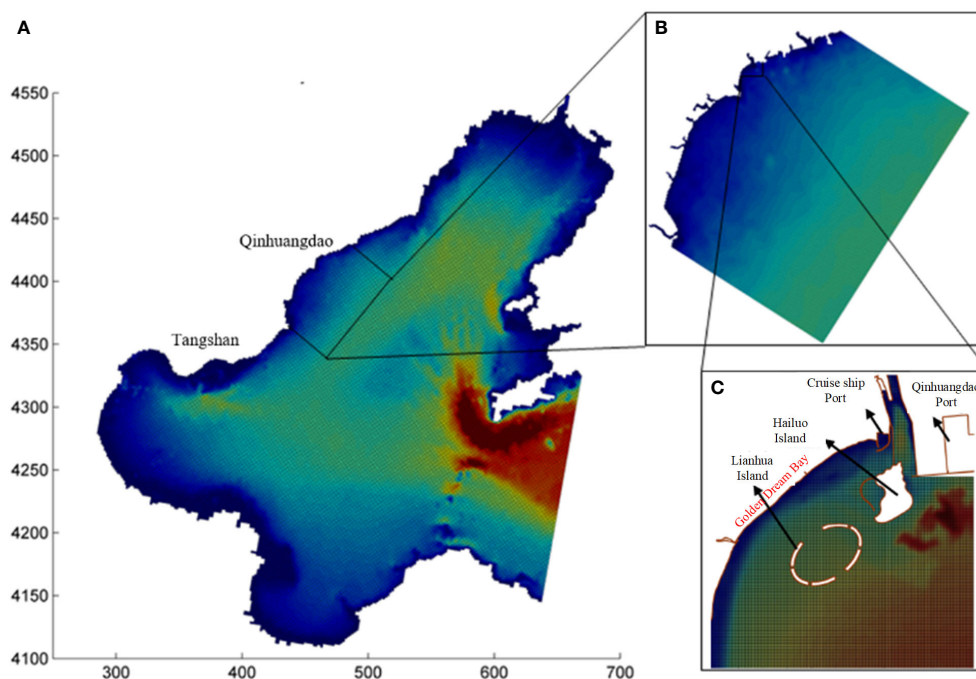 A
B
4550
4500
4450
4400
4350
4300
4250
4200
4150
4100
300
400
500
600
700
Qinhuangdao
Tangshan
C
Cruise ship
Port
Qinhuangdao
Port
Hailuo
Island
Lianhua
Island
Golden Dream Bay